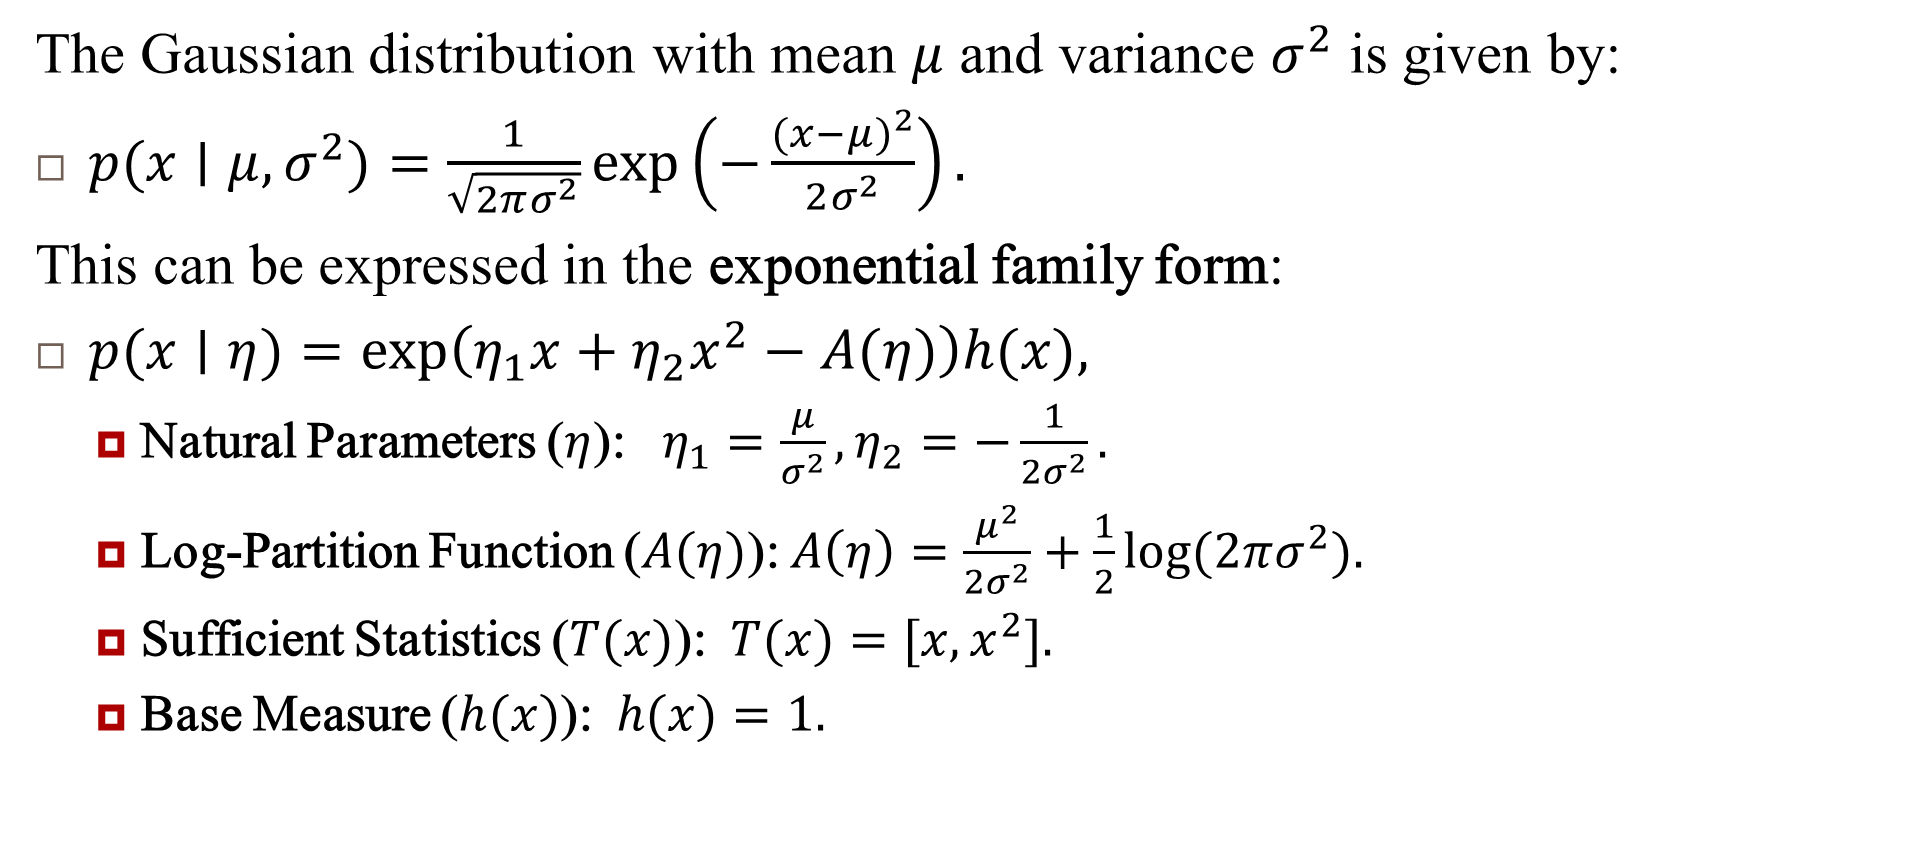 The Gaussian distribution with mean μ and variance σ² is given by:
□ p(x | μ, σ²) = 1/√(2πσ²) exp(−(x−μ)²/(2σ²)).
This can be expressed in the exponential family form:
□ p(x | η) = exp(η₁x + η₂x² − A(η))h(x),
Natural Parameters (η): η₁ = μ/σ², η₂ = −1/(2σ²).
Log-Partition Function (A(η)): A(η) = μ²/(2σ²) + 1/2 log(2πσ²).
Sufficient Statistics (T(x)): T(x) = [x, x²].
Base Measure (h(x)): h(x) = 1.